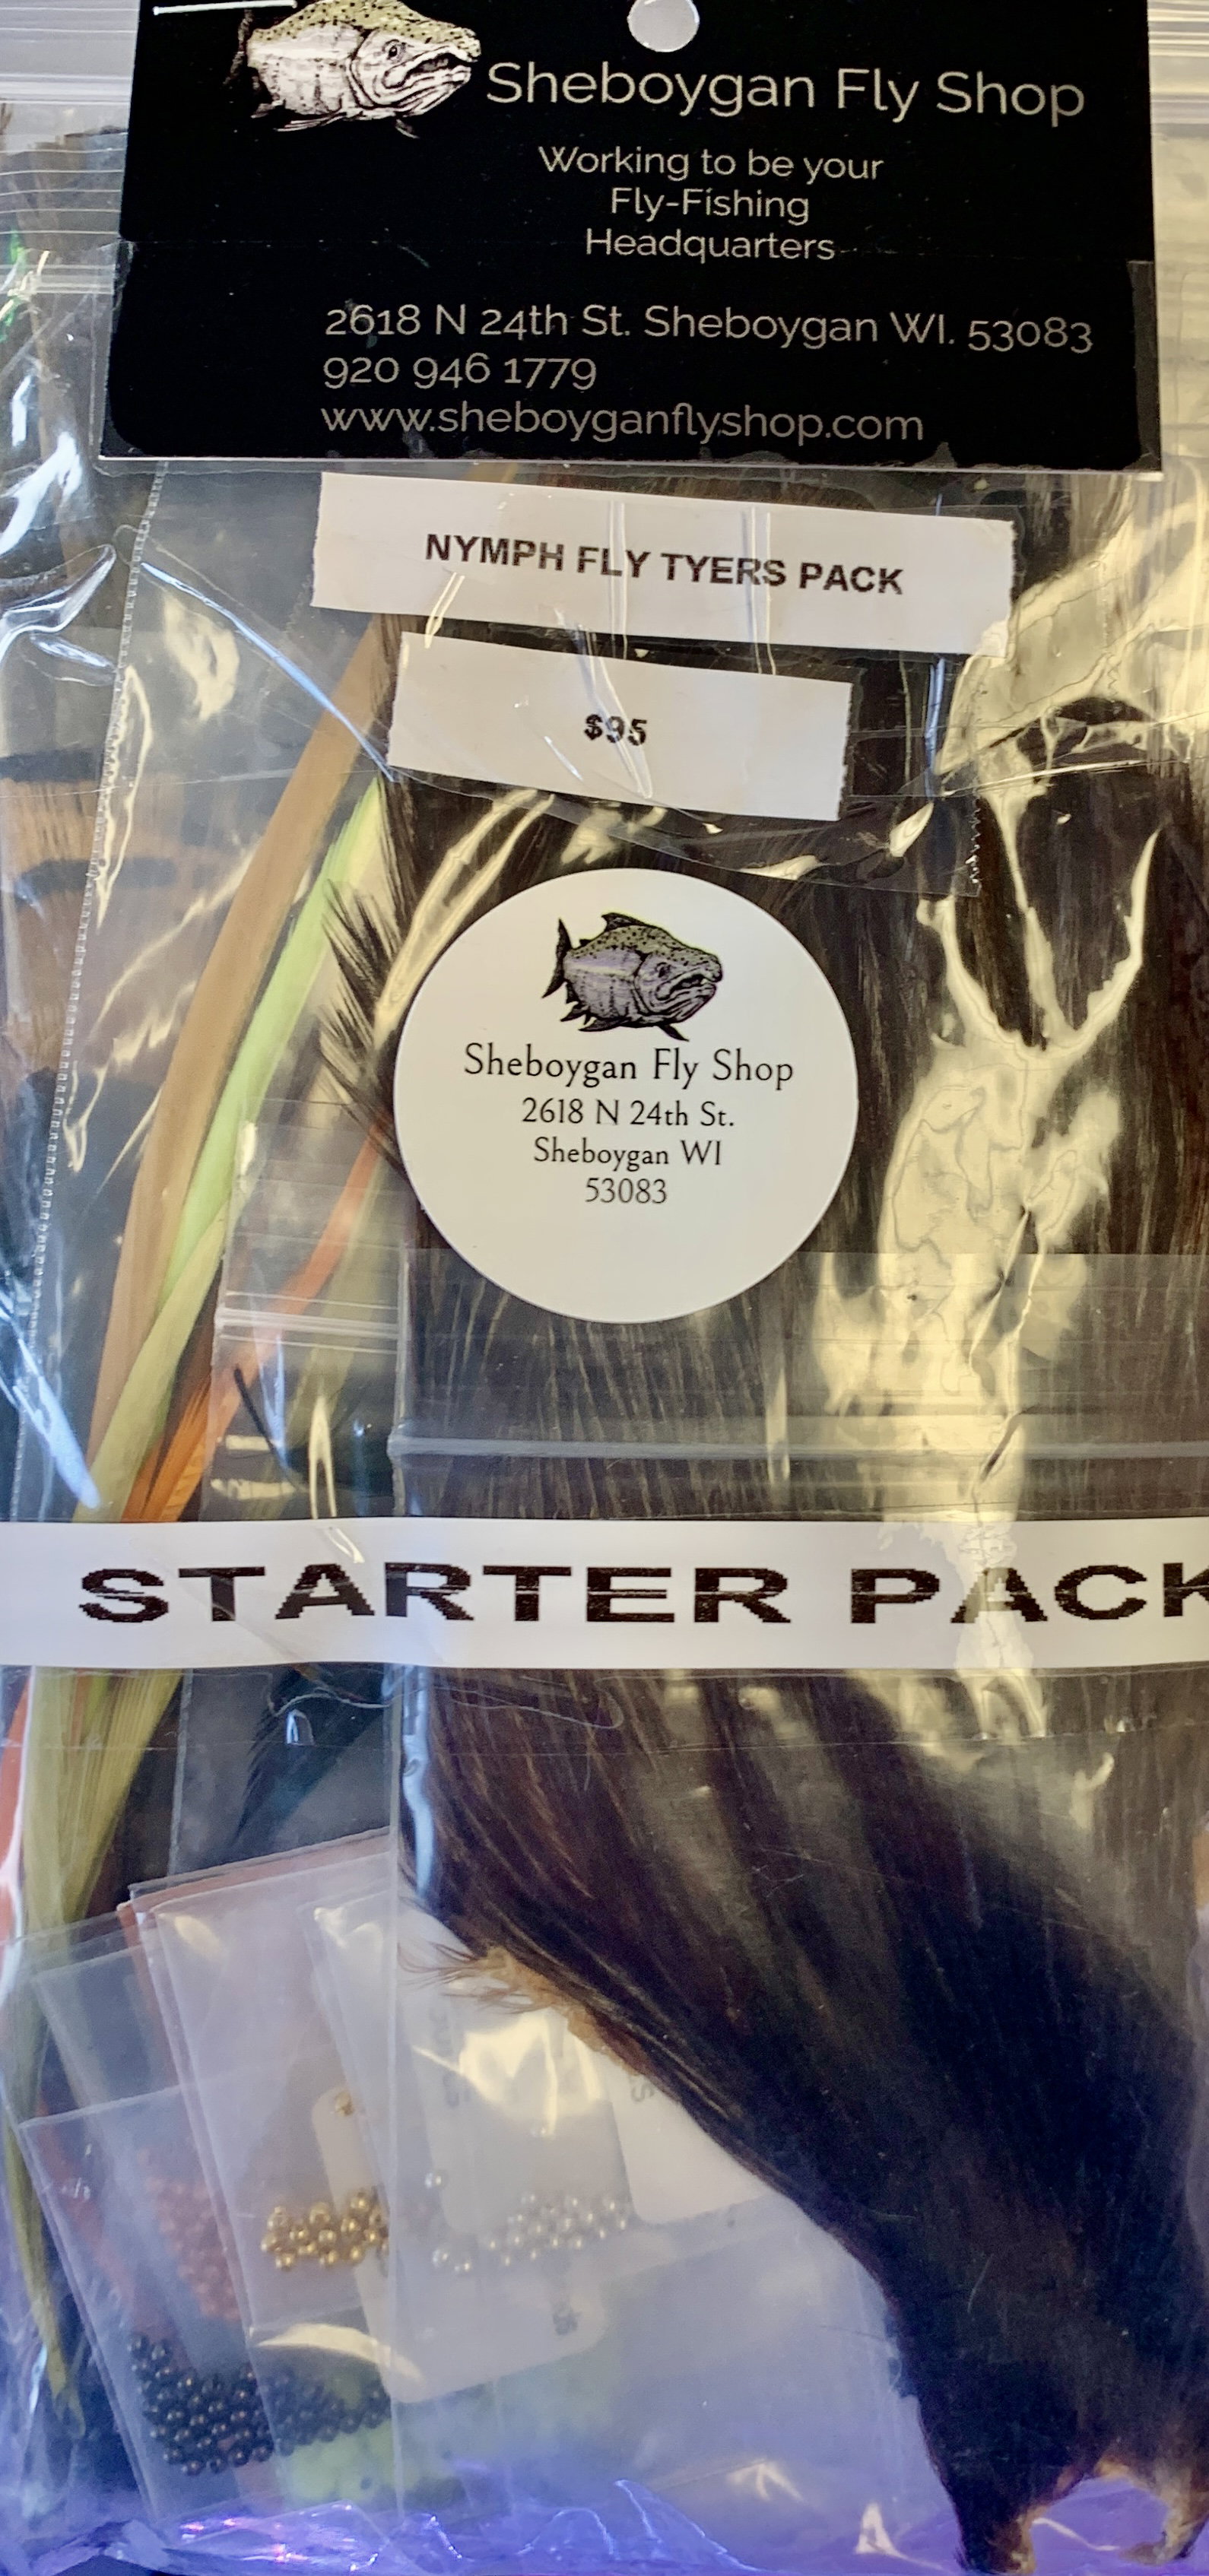 Sheboygan Fly Shop
Working to be your
Fly-Fishing
Headquarters
2618 N 24th St. Sheboygan WI. 53083
920 946 1779
www.sheboyganflyshop.com
NYMPH FLY TYERS PACK
$95
Sheboygan Fly Shop
2618 N 24th St.
Sheboygan WI
53083
STARTER PACK